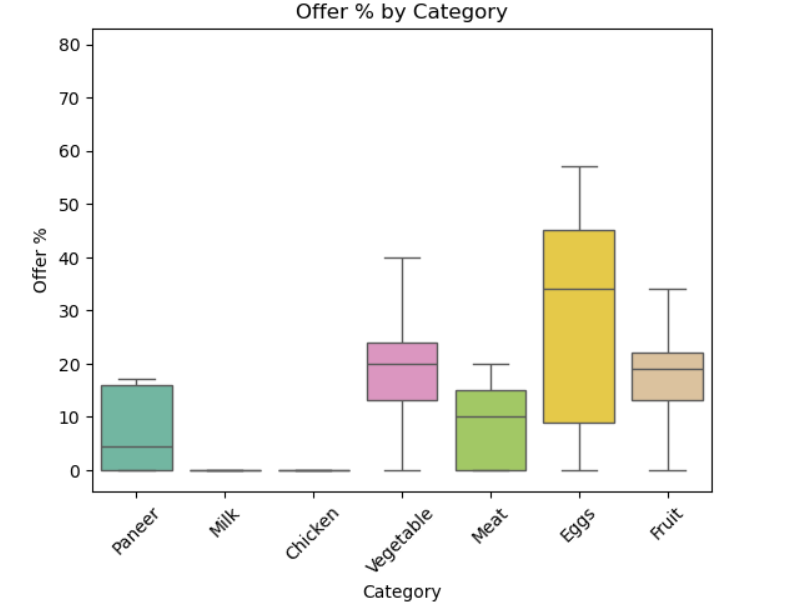 Offer % by Category
80
70
60
50
40
30
20
10
0
Offer %
Paneer
Milk
Chicken
Vegetable
Meat
Eggs
Fruit
Category